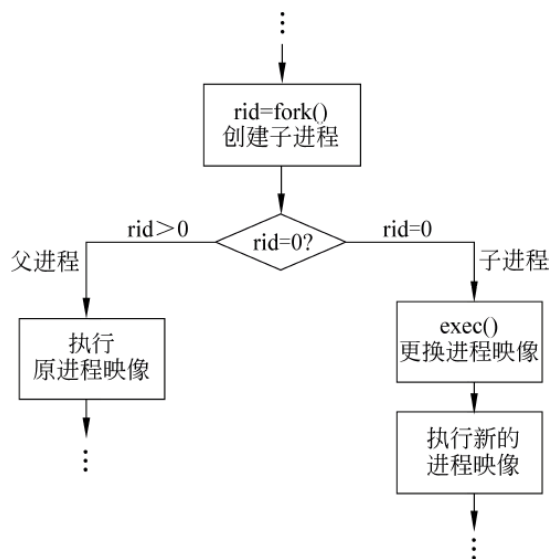 rid=fork()
创建子进程
rid>0
rid=0?
rid=0
父进程
子进程
执行
原进程映像
exec()
更换进程映像
执行新的
进程映像